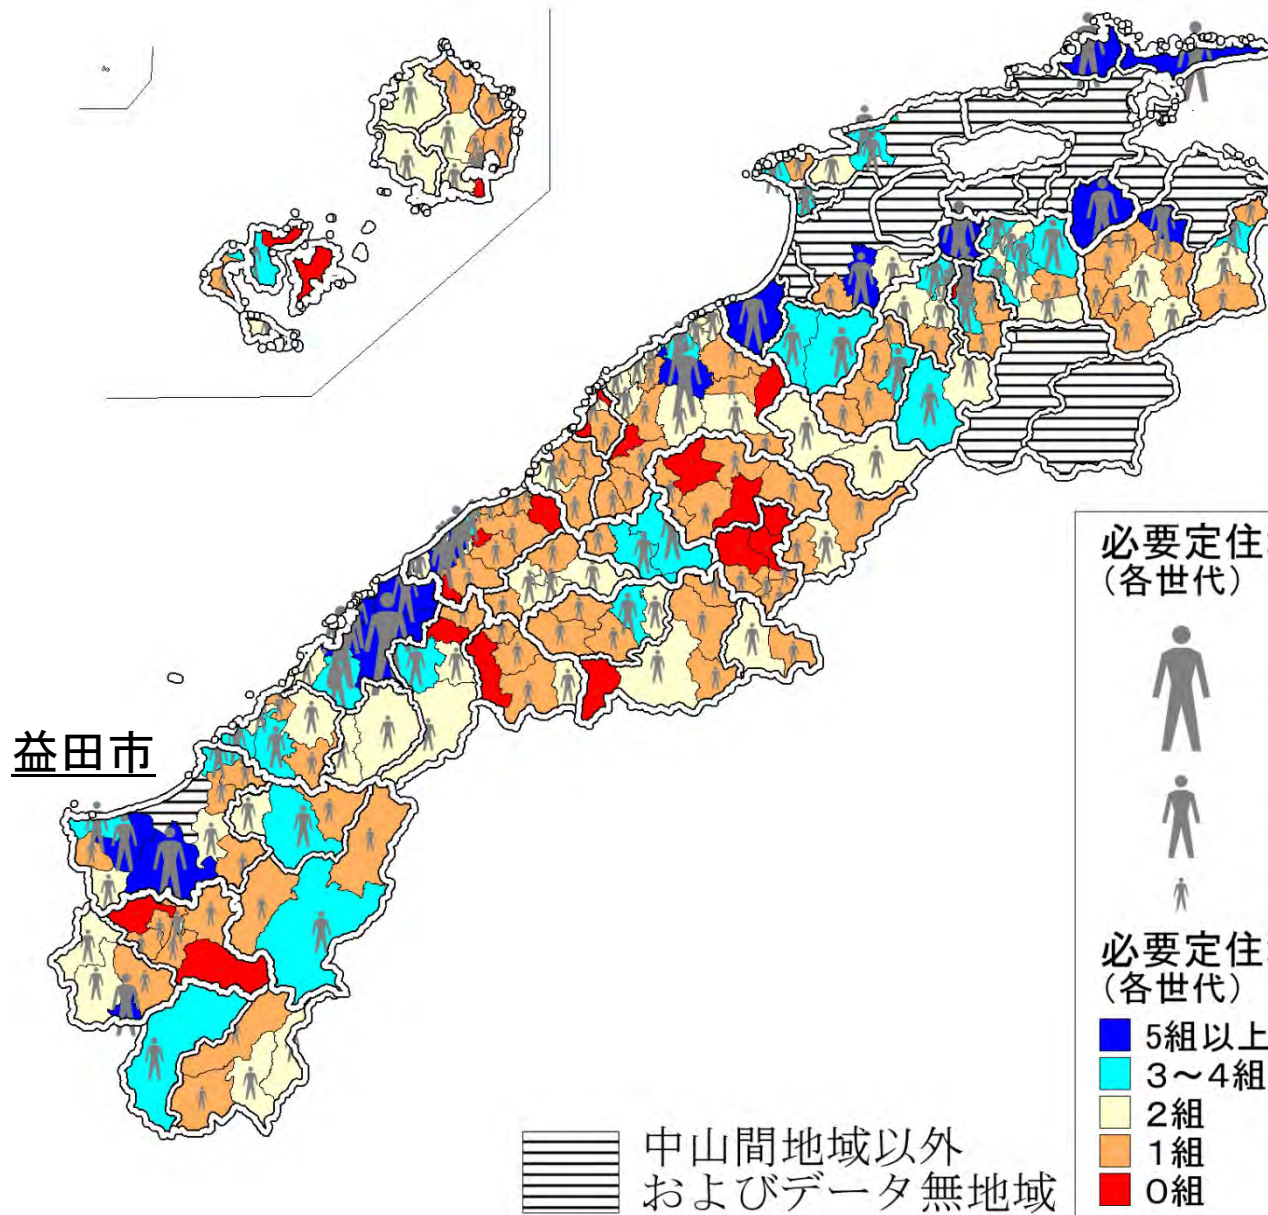 益田市
必要定住
(各世代)
必要定住
(各世代)
5組以上
3～4組
2組
1組
0組
中山間地域以外
およびデータ無地域